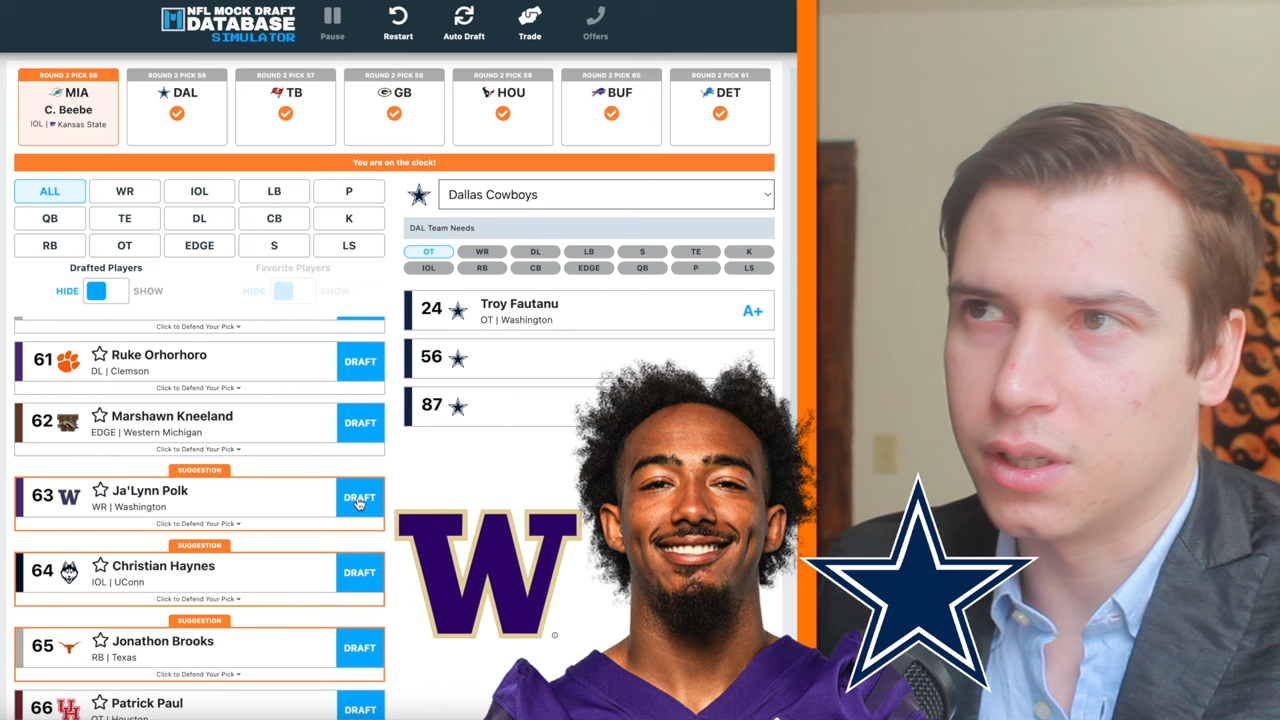 NFL MOCK DRAFT
DATABASE
SIMULATOR
Pause
Restart
Auto Draft
Trade
Offers
ROUND 2 PICK 55
MIA
C. Beebe
IOL | Kansas State
ROUND 2 PICK 56
DAL
ROUND 2 PICK 57
TB
ROUND 2 PICK 58
GB
ROUND 2 PICK 59
HOU
ROUND 2 PICK 60
BUF
ROUND 2 PICK 61
DET
You are on the clock!
ALL
WR
IOL
LB
P
QB
TE
DL
CB
K
RB
OT
EDGE
S
LS
Drafted Players
HIDE
SHOW
Favorite Players
HIDE
SHOW
Click to Defend Your Pick
61
Ruke Orhorhoro
DL | Clemson
DRAFT
Click to Defend Your Pick
62
Marshawn Kneeland
EDGE | Western Michigan
DRAFT
Click to Defend Your Pick
SUGGESTION
63
W
Ja'Lynn Polk
WR | Washington
DRAFT
Click to Defend Your Pick
SUGGESTION
64
Christian Haynes
IOL | UConn
DRAFT
Click to Defend Your Pick
SUGGESTION
65
Jonathon Brooks
RB | Texas
DRAFT
Click to Defend Your Pick
66
Patrick Paul
OT | Houston
DRAFT
Dallas Cowboys
DAL Team Needs
OT
WR
DL
LB
S
TE
K
IOL
RB
CB
EDGE
QB
P
LS
24
Troy Fautanu
OT | Washington
A+
56
87
W